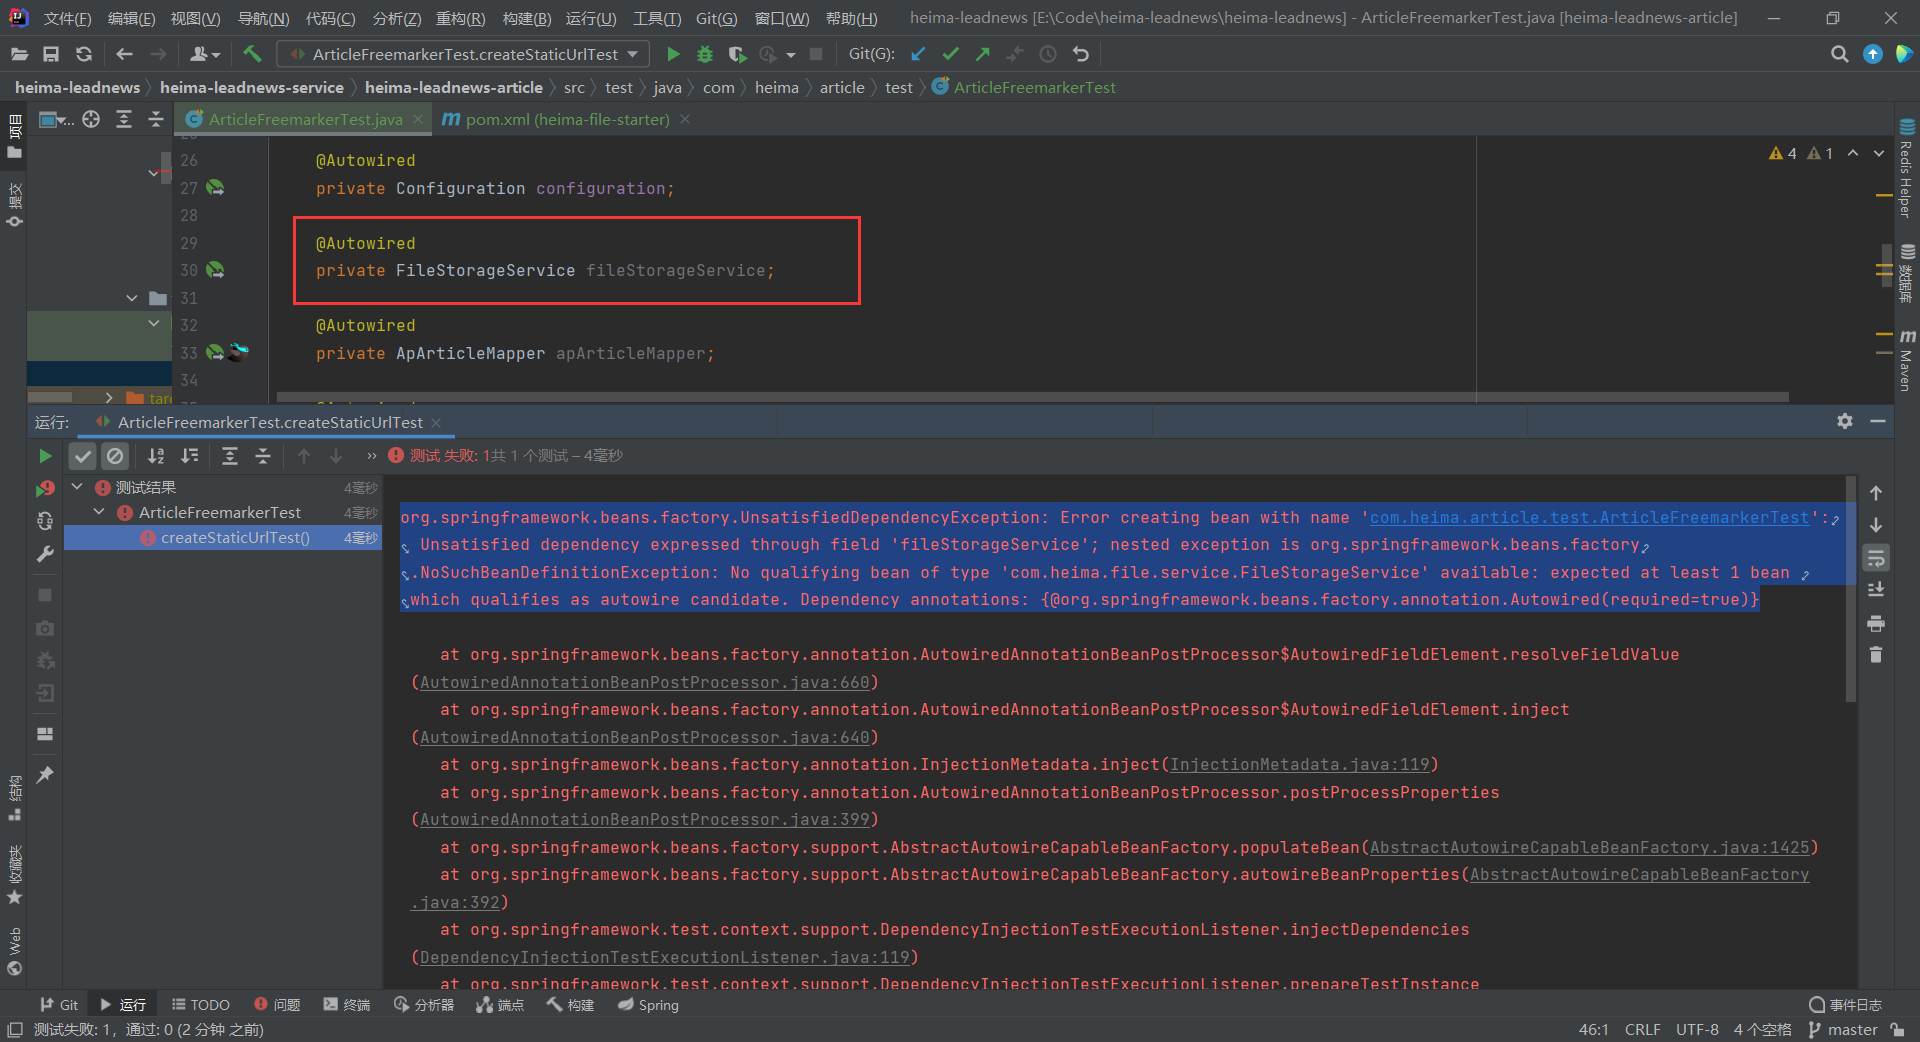 文件(F) 编辑(E) 视图(V) 导航(N) 代码(C) 分析(Z) 重构(R) 构建(B) 运行(U) 工具(T) Git(G) 窗口(W) 帮助(H) heima-leadnews [E:\Code\heima-leadnews\heima-leadnews] - ArticleFreemarkerTest.java [heima-leadnews-article]
ArticleFreemarkerTest.createStaticUrlTest Git(G):
heima-leadnews heima-leadnews-service heima-leadnews-article src test java com heima article test ArticleFreemarkerTest
项目
... ArticleFreemarkerTest.java pom.xml (heima-file-starter)
26 @Autowired
4 1
27 private Configuration configuration;
28
29 @Autowired
30 private FileStorageService fileStorageService;
31
32 @Autowired
33 private ApArticleMapper apArticleMapper;
34
targ
提交
Redis Helper
数据库
Maven
运行: ArticleFreemarkerTest.createStaticUrlTest
» 测试 失败: 1共 1 个测试 – 4毫秒
测试结果 4毫秒
ArticleFreemarkerTest 4毫秒
createStaticUrlTest() 4毫秒
org.springframework.beans.factory.UnsatisfiedDependencyException: Error creating bean with name 'com.heima.article.test.ArticleFreemarkerTest':
Unsatisfied dependency expressed through field 'fileStorageService'; nested exception is org.springframework.beans.factory
.NoSuchBeanDefinitionException: No qualifying bean of type 'com.heima.file.service.FileStorageService' available: expected at least 1 bean
which qualifies as autowire candidate. Dependency annotations: {@org.springframework.beans.factory.annotation.Autowired(required=true)}
at org.springframework.beans.factory.annotation.AutowiredAnnotationBeanPostProcessor$AutowiredFieldElement.resolveFieldValue
(AutowiredAnnotationBeanPostProcessor.java:660)
at org.springframework.beans.factory.annotation.AutowiredAnnotationBeanPostProcessor$AutowiredFieldElement.inject
(AutowiredAnnotationBeanPostProcessor.java:640)
at org.springframework.beans.factory.annotation.InjectionMetadata.inject(InjectionMetadata.java:119)
at org.springframework.beans.factory.annotation.AutowiredAnnotationBeanPostProcessor.postProcessProperties
(AutowiredAnnotationBeanPostProcessor.java:399)
at org.springframework.beans.factory.support.AbstractAutowireCapableBeanFactory.populateBean(AbstractAutowireCapableBeanFactory.java:1425)
at org.springframework.beans.factory.support.AbstractAutowireCapableBeanFactory.autowireBeanProperties(AbstractAutowireCapableBeanFactory
.java:392)
at org.springframework.test.context.support.DependencyInjectionTestExecutionListener.injectDependencies
(DependencyInjectionTestExecutionListener.java:119)
at org.springframework.test.context.support.DependencyInjectionTestExecutionListener.prepareTestInstance
结构
收藏夹
Web
Git 运行 TODO 问题 终端 分析器 端点 构建 Spring 事件日志
测试失败: 1，通过: 0 (2 分钟 之前) 46:1 CRLF UTF-8 4 个空格 master